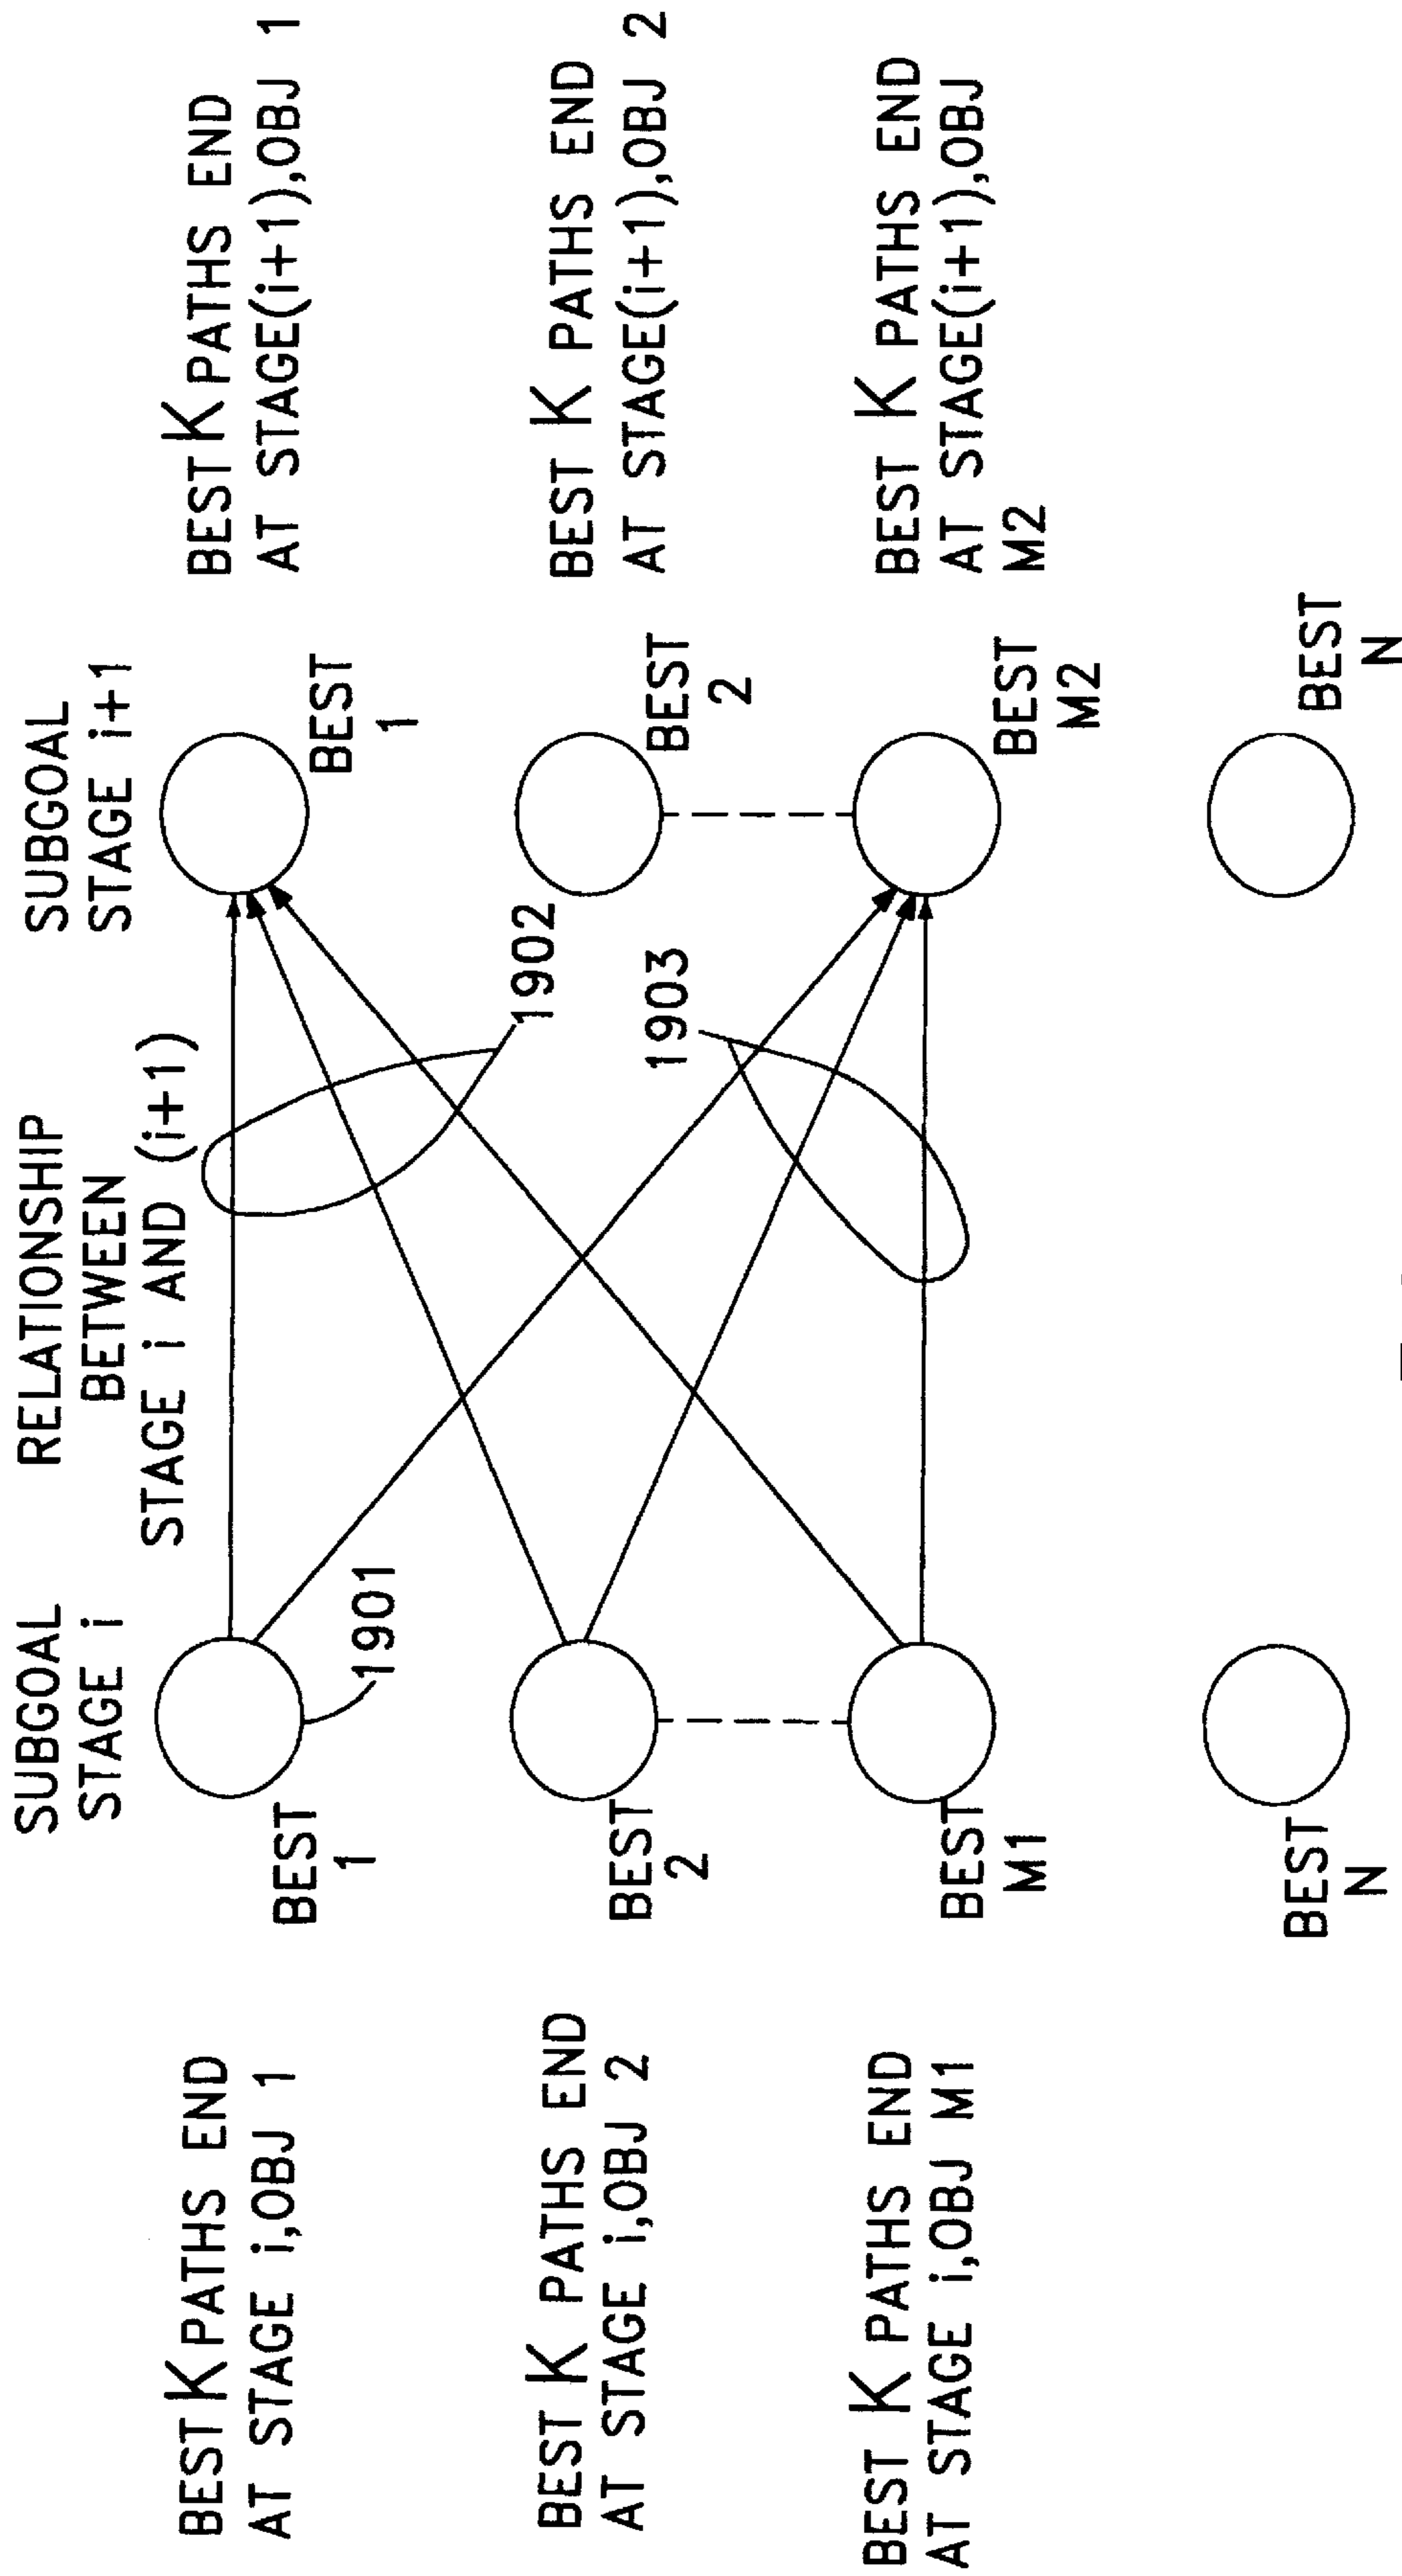 SUBGOAL
STAGE i
RELATIONSHIP
BETWEEN
STAGE i AND (i+1)
SUBGOAL
STAGE i+1
BEST K PATHS END
AT STAGE i,OBJ 1
BEST
1
1901
1902
BEST
1
BEST K PATHS END
AT STAGE(i+1),OBJ 1
BEST K PATHS END
AT STAGE i,OBJ 2
BEST
2
1903
BEST
2
BEST K PATHS END
AT STAGE(i+1),OBJ 2
BEST K PATHS END
AT STAGE i,OBJ M1
BEST
M1
BEST
M2
BEST K PATHS END
AT STAGE(i+1),OBJ
M2
BEST
N
BEST
N